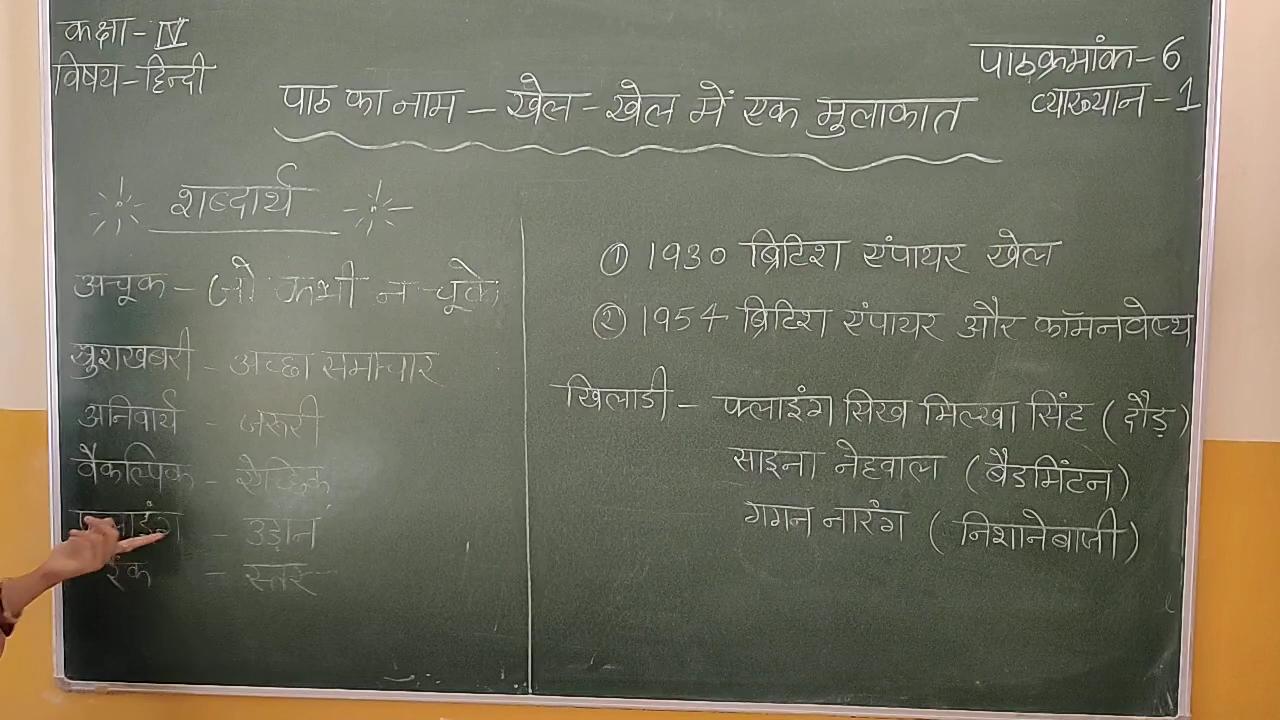 कक्षा - IV
विषय - हिन्दी
पाठक्रमांक - 6
व्याख्यान - 1
पाठ का नाम - खेल - खेल में एक मुलाकात
शब्दार्थ
अचूक - जो कभी न चूके
खुशखबरी - अच्छा समाचार
अनिवार्य - जरूरी
वैकल्पिक - ऐच्छिक
फ्लाइंग - उड़ान
रैंक - स्तर
① 1930 ब्रिटिश एंपायर खेल
② 1954 ब्रिटिश एंपायर और कॉमनवेल्थ
खिलाडी - फ्लाइंग सिख मिल्खा सिंह (दौड़)
साइना नेहवाल (बैडमिंटन)
गगन नारंग (निशानेबाजी)